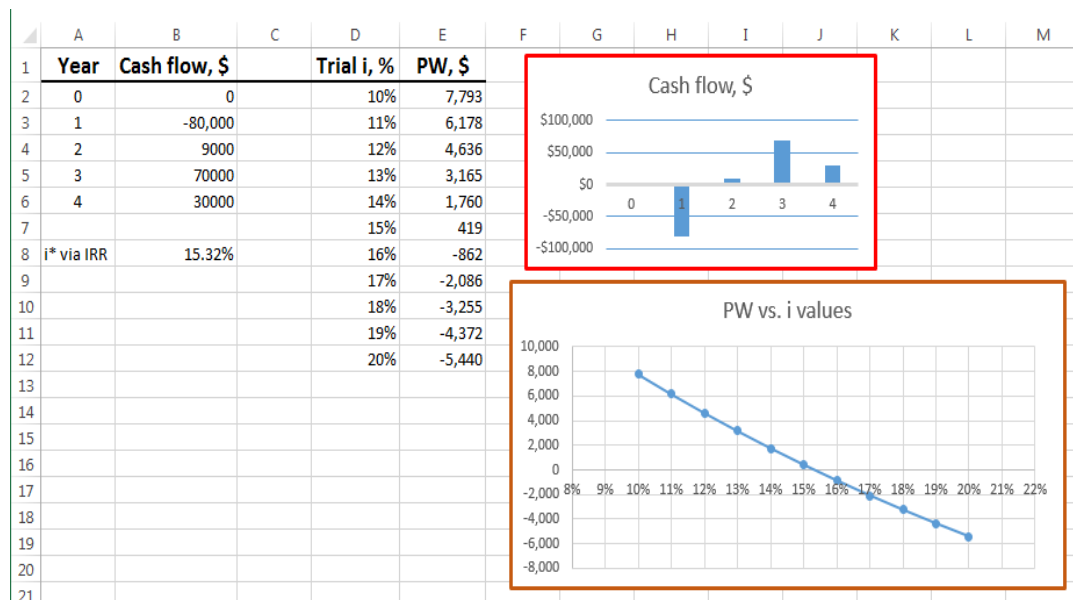 A B C D E F G H I J K L M
1 Year Cash flow, $ Trial i, % PW, $
2 0 0 10% 7,793
3 1 -80,000 11% 6,178
4 2 9000 12% 4,636
5 3 70000 13% 3,165
6 4 30000 14% 1,760
7 15% 419
8 i* via IRR 15.32% 16% -862
9 17% -2,086
10 18% -3,255
11 19% -4,372
12 20% -5,440
13
14
15
16
17
18
19
20
21
Cash flow, $
$100,000
$50,000
$0
0 1 2 3 4
-$50,000
-$100,000
PW vs. i values
10,000
8,000
6,000
4,000
2,000
0
-2,000 8% 9% 10% 11% 12% 13% 14% 15% 16% 17% 18% 19% 20% 21% 22%
-4,000
-6,000
-8,000